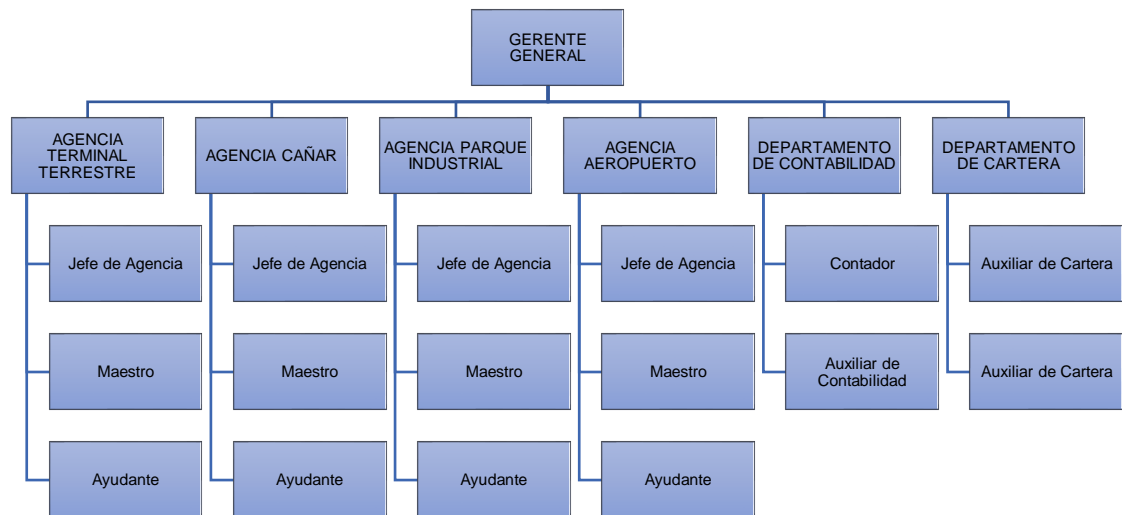 GERENTE
GENERAL
AGENCIA
TERMINAL
TERRESTRE
AGENCIA CAÑAR
AGENCIA PARQUE
INDUSTRIAL
AGENCIA
AEROPUERTO
DEPARTAMENTO
DE CONTABILIDAD
DEPARTAMENTO
DE CARTERA
Jefe de Agencia
Jefe de Agencia
Jefe de Agencia
Jefe de Agencia
Contador
Auxiliar de Cartera
Maestro
Maestro
Maestro
Maestro
Auxiliar de
Contabilidad
Auxiliar de Cartera
Ayudante
Ayudante
Ayudante
Ayudante